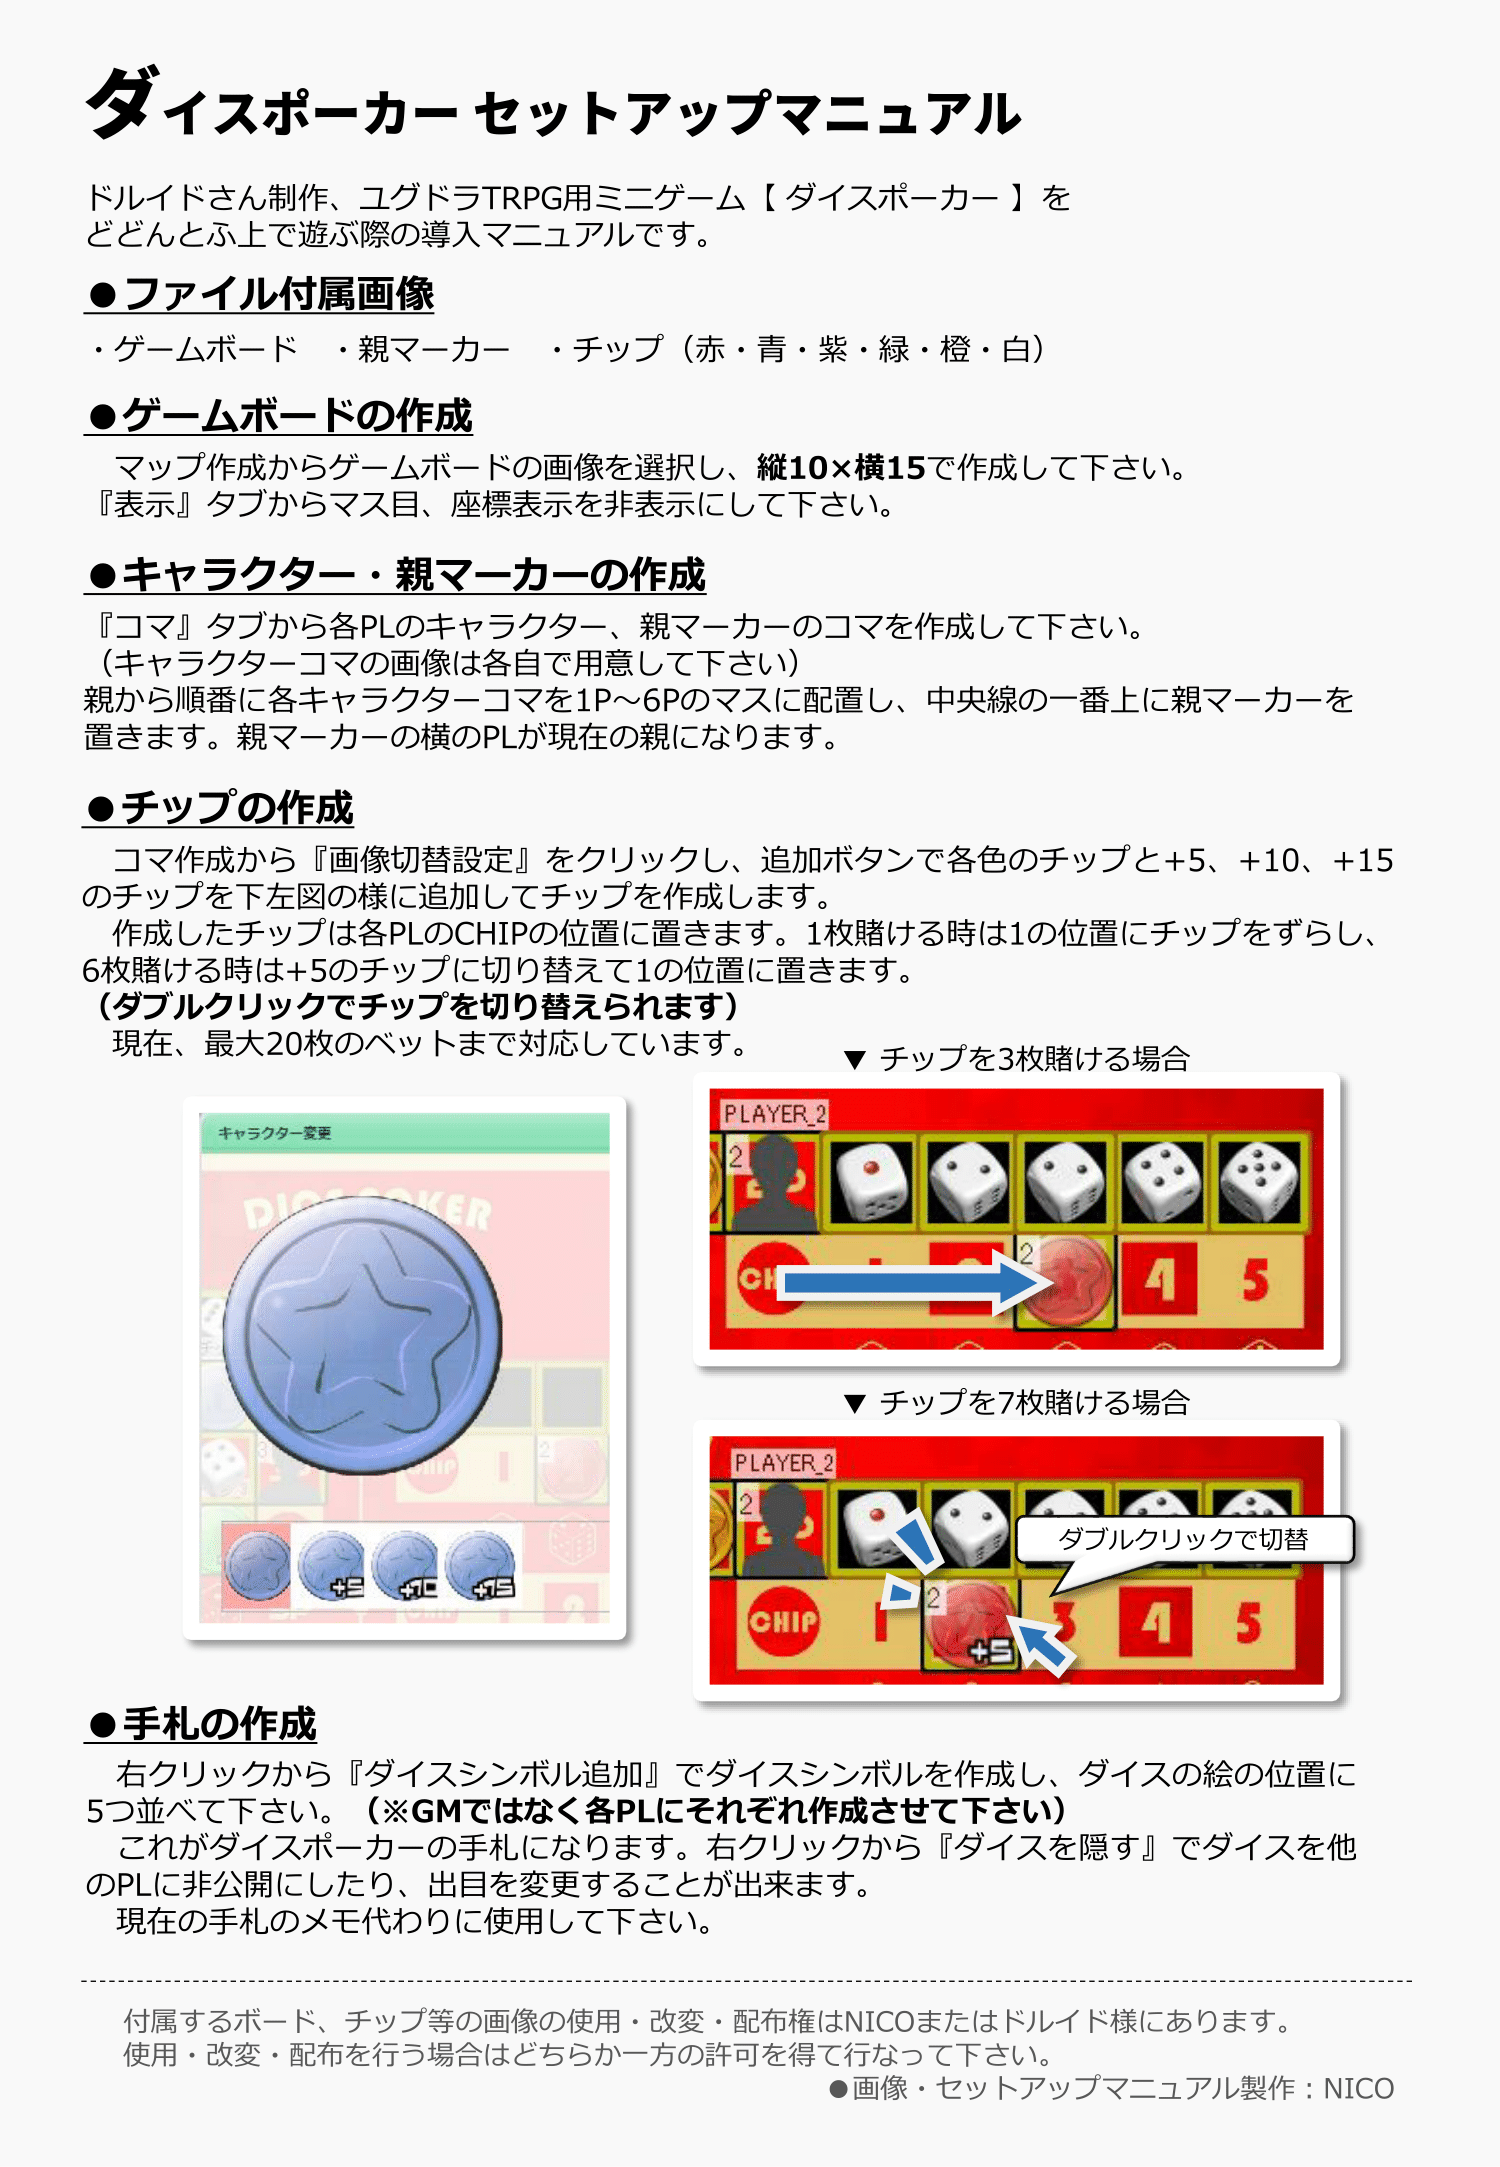 ダイスポーカー セットアップマニュアル
ドルイドさん制作、ユグドラTRPG用ミニゲーム【 ダイスポーカー 】を
どどんとふ上で遊ぶ際の導入マニュアルです。
●ファイル付属画像
・ゲームボード　・親マーカー　・チップ（赤・青・紫・緑・橙・白）
●ゲームボードの作成
　マップ作成からゲームボードの画像を選択し、縦10×横15で作成して下さい。
『表示』タブからマス目、座標表示を非表示にして下さい。
●キャラクター・親マーカーの作成
『コマ』タブから各PLのキャラクター、親マーカーのコマを作成して下さい。
（キャラクターコマの画像は各自で用意して下さい）
親から順番に各キャラクターコマを1P～6Pのマスに配置し、中央線の一番上に親マーカーを
置きます。親マーカーの横のPLが現在の親になります。
●チップの作成
　コマ作成から『画像切替設定』をクリックし、追加ボタンで各色のチップと+5、+10、+15
のチップを下左図の様に追加してチップを作成します。
　作成したチップは各PLのCHIPの位置に置きます。1枚賭ける時は1の位置にチップをずらし、
6枚賭ける時は+5のチップに切り替えて1の位置に置きます。
（ダブルクリックでチップを切り替えられます）
　現在、最大20枚のベットまで対応しています。
キャラクター変更
+5 +10 +15
▼ チップを3枚賭ける場合
PLAYER_2
2
2 4 5
▼ チップを7枚賭ける場合
PLAYER_2
2
ダブルクリックで切替
CHIP 1 2 +5 3 4 5
●手札の作成
　右クリックから『ダイスシンボル追加』でダイスシンボルを作成し、ダイスの絵の位置に
5つ並べて下さい。（※GMではなく各PLにそれぞれ作成させて下さい）
　これがダイスポーカーの手札になります。右クリックから『ダイスを隠す』でダイスを他
のPLに非公開にしたり、出目を変更することが出来ます。
　現在の手札のメモ代わりに使用して下さい。
付属するボード、チップ等の画像の使用・改変・配布権はNICOまたはドルイド様にあります。
使用・改変・配布を行う場合はどちらか一方の許可を得て行なって下さい。
●画像・セットアップマニュアル製作：NICO